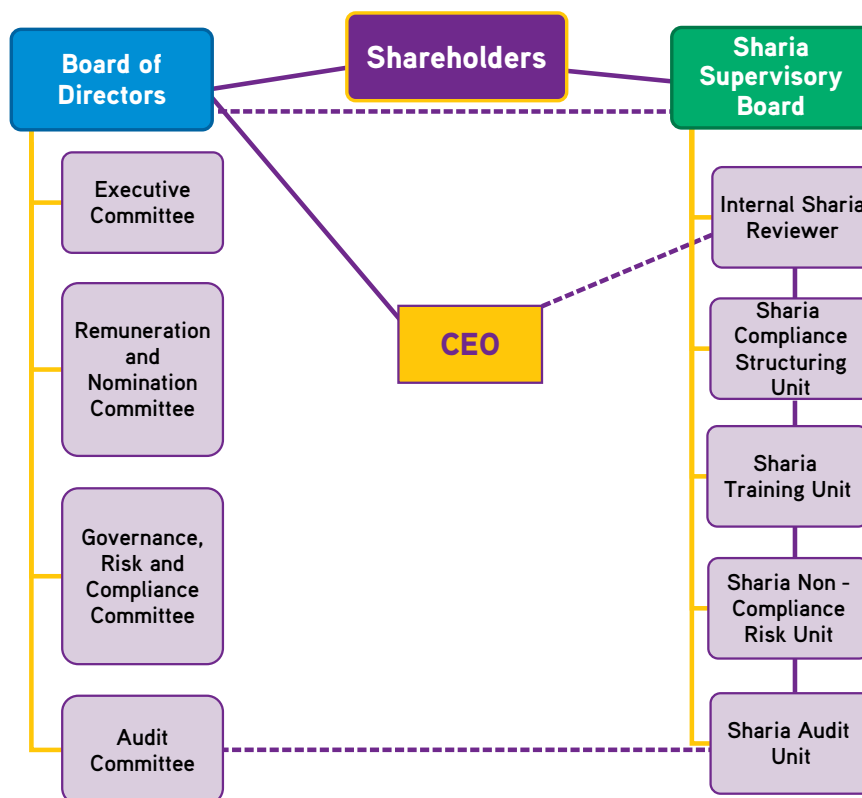 Shareholders
Board of
Directors
Sharia
Supervisory
Board
Executive
Committee
Remuneration
and
Nomination
Committee
Governance,
Risk and
Compliance
Committee
Audit
Committee
CEO
Internal Sharia
Reviewer
Sharia
Compliance
Structuring
Unit
Sharia
Training Unit
Sharia Non -
Compliance
Risk Unit
Sharia Audit
Unit